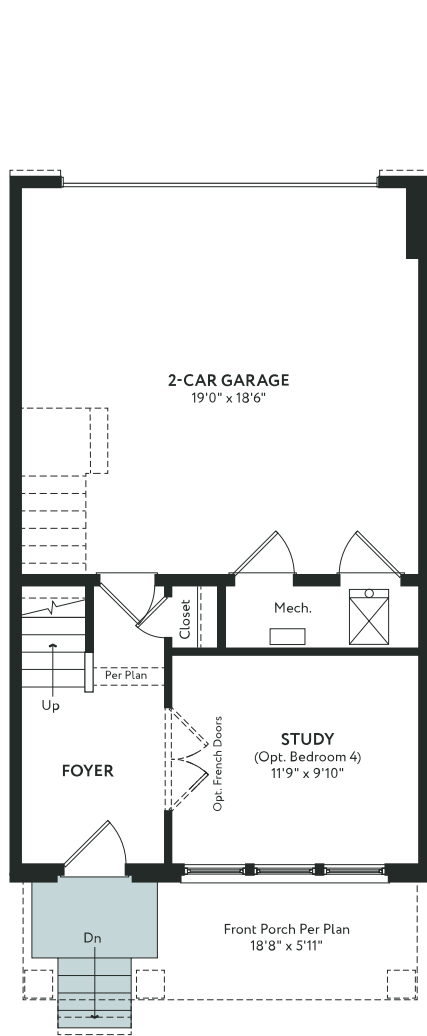 2-CAR GARAGE
19'0" x 18'6"
Closet
Mech.
Per Plan
Up
FOYER
Opt. French Doors
STUDY
(Opt. Bedroom 4)
11'9" x 9'10"
Dn
Front Porch Per Plan
18'8" x 5'11"